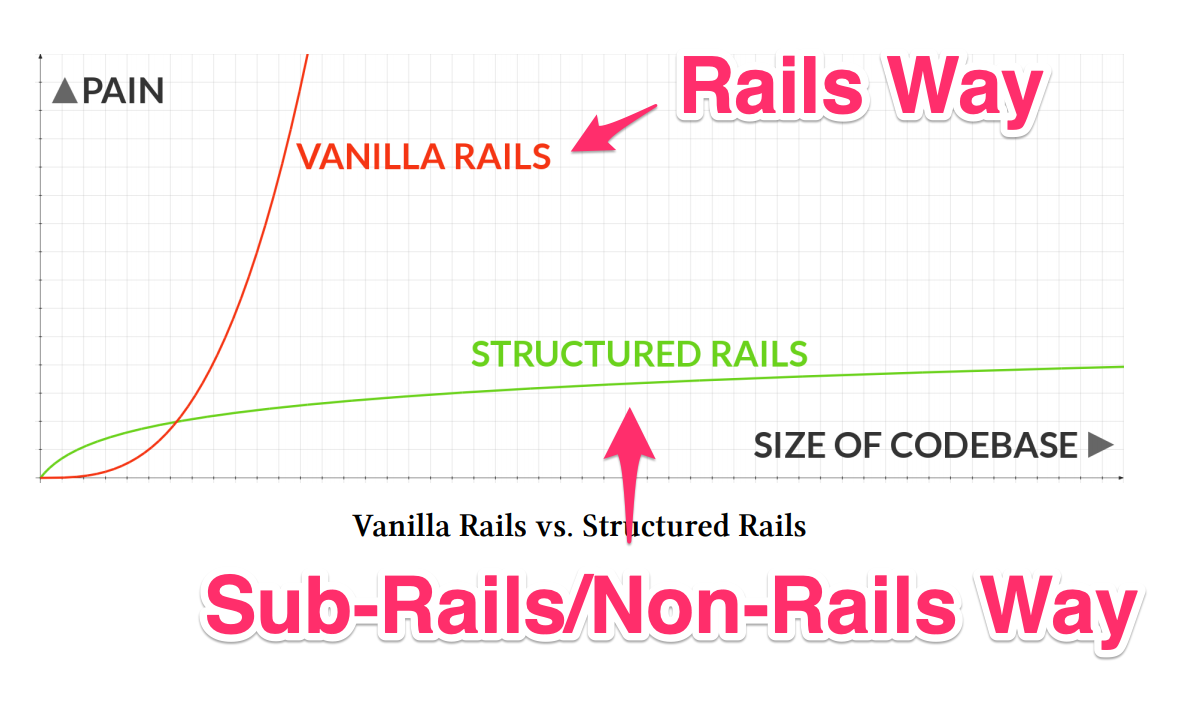 Rails Way
▲PAIN
VANILLA RAILS
STRUCTURED RAILS
SIZE OF CODEBASE ▶
Vanilla Rails vs. Structured Rails
Sub-Rails/Non-Rails Way